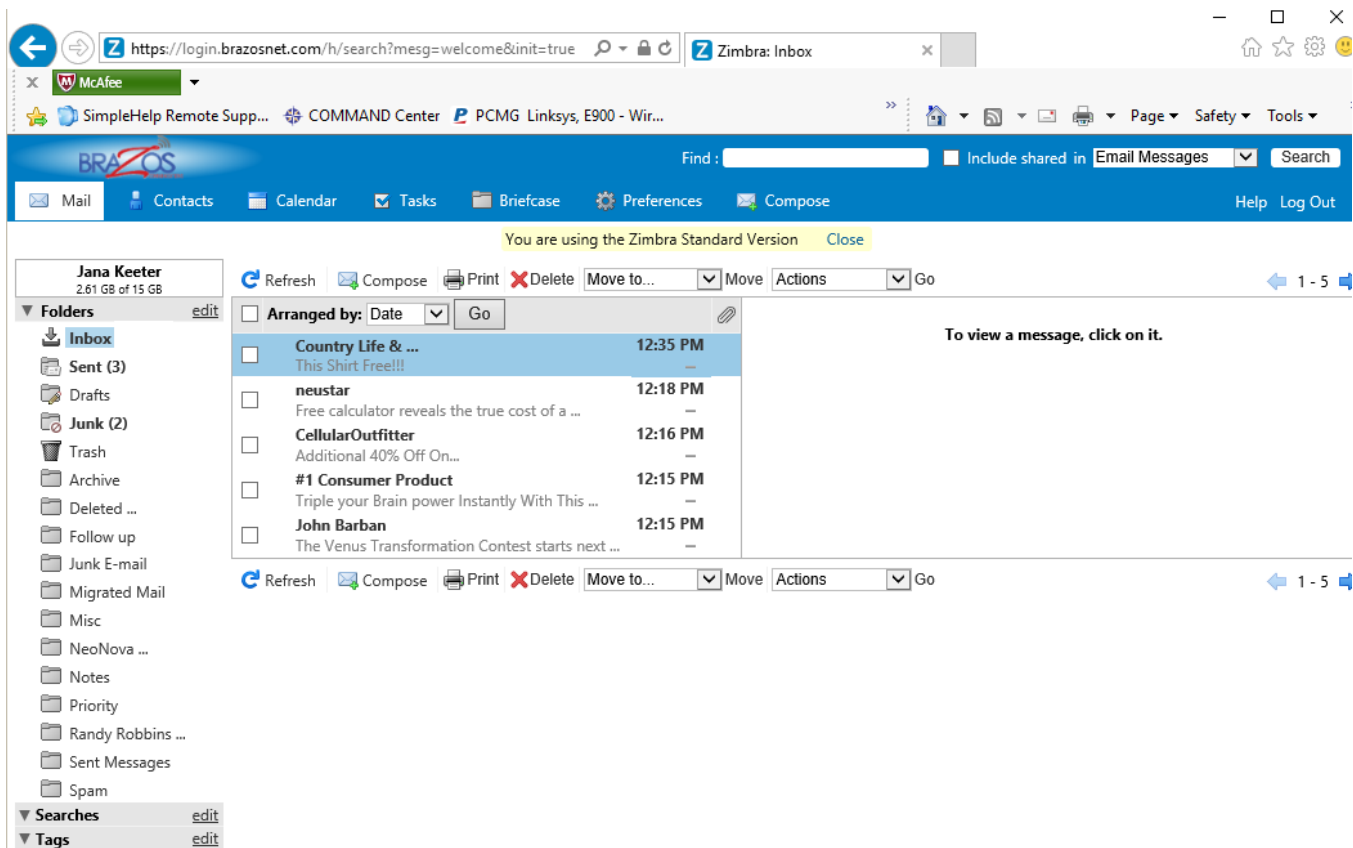 https://login.brazosnet.com/h/search?mesg=welcome&init=true Zimbra: Inbox
McAfee
SimpleHelp Remote Supp... COMMAND Center PCMG Linksys, E900 - Wir... Page Safety Tools
BRAZOS Find : Include shared in Email Messages Search
Mail Contacts Calendar Tasks Briefcase Preferences Compose Help Log Out
You are using the Zimbra Standard Version Close
Jana Keeter
2.61 GB of 15 GB
Refresh Compose Print Delete Move to... Move Actions Go 1 - 5
Folders edit
Inbox
Sent (3)
Drafts
Junk (2)
Trash
Archive
Deleted ...
Follow up
Junk E-mail
Migrated Mail
Misc
NeoNova ...
Notes
Priority
Randy Robbins ...
Sent Messages
Spam
Searches edit
Tags edit
Arranged by: Date Go
Country Life & ... 12:35 PM
This Shirt Free!!!
neustar 12:18 PM
Free calculator reveals the true cost of a ...
CellularOutfitter 12:16 PM
Additional 40% Off On...
#1 Consumer Product 12:15 PM
Triple your Brain power Instantly With This ...
John Barban 12:15 PM
The Venus Transformation Contest starts next ...
To view a message, click on it.
Refresh Compose Print Delete Move to... Move Actions Go 1 - 5